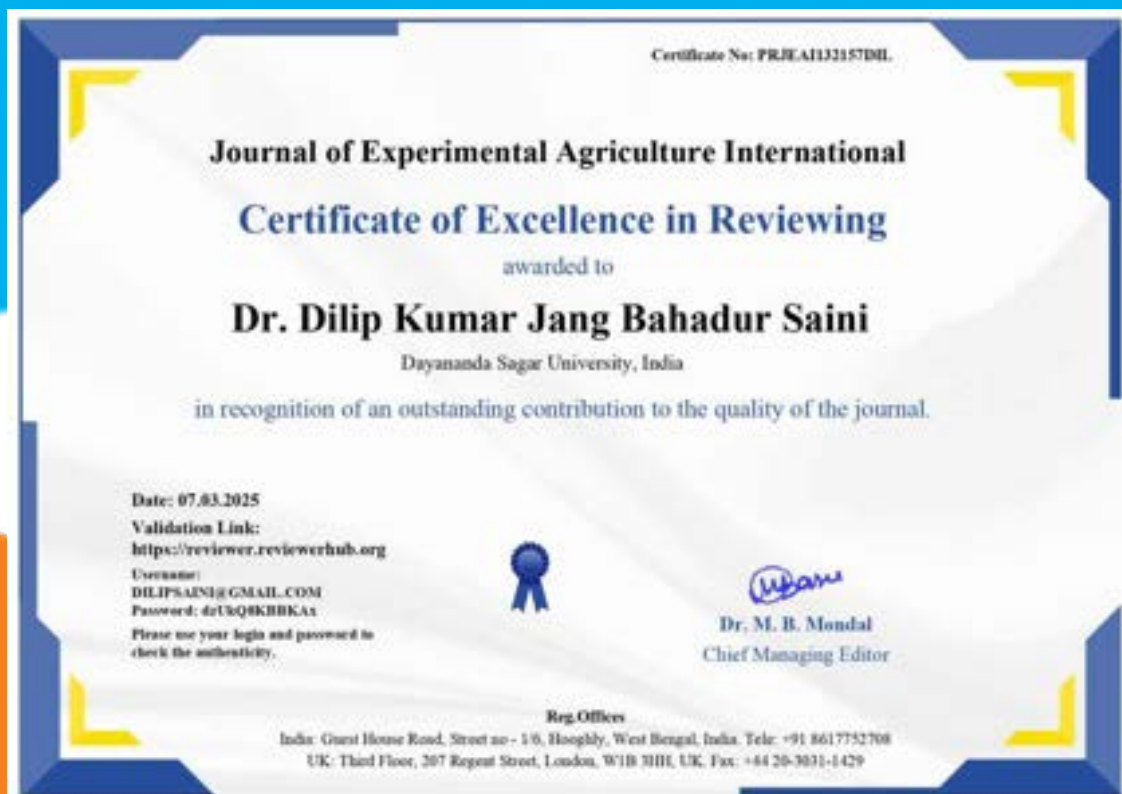 Certificate No: PRJEAI132157DIL
Journal of Experimental Agriculture International
Certificate of Excellence in Reviewing
awarded to
Dr. Dilip Kumar Jang Bahadur Saini
Dayananda Sagar University, India
in recognition of an outstanding contribution to the quality of the journal.
Date: 07.03.2025
Validation Link:
https://reviewer.reviewerhub.org
Username:
DILIPSAINI@GMAIL.COM
Password:
Please use your login and password to
check the authenticity.
Dr. M. B. Mondal
Chief Managing Editor
Reg.Offices
India: Guest House Road, Street no - 1/6, Hooghly, West Bengal, India. Tele: +91 8617752708
UK: Third Floor, 207 Regent Street, London, W1B 3HH, UK. Fax: +44 20-3031-1429